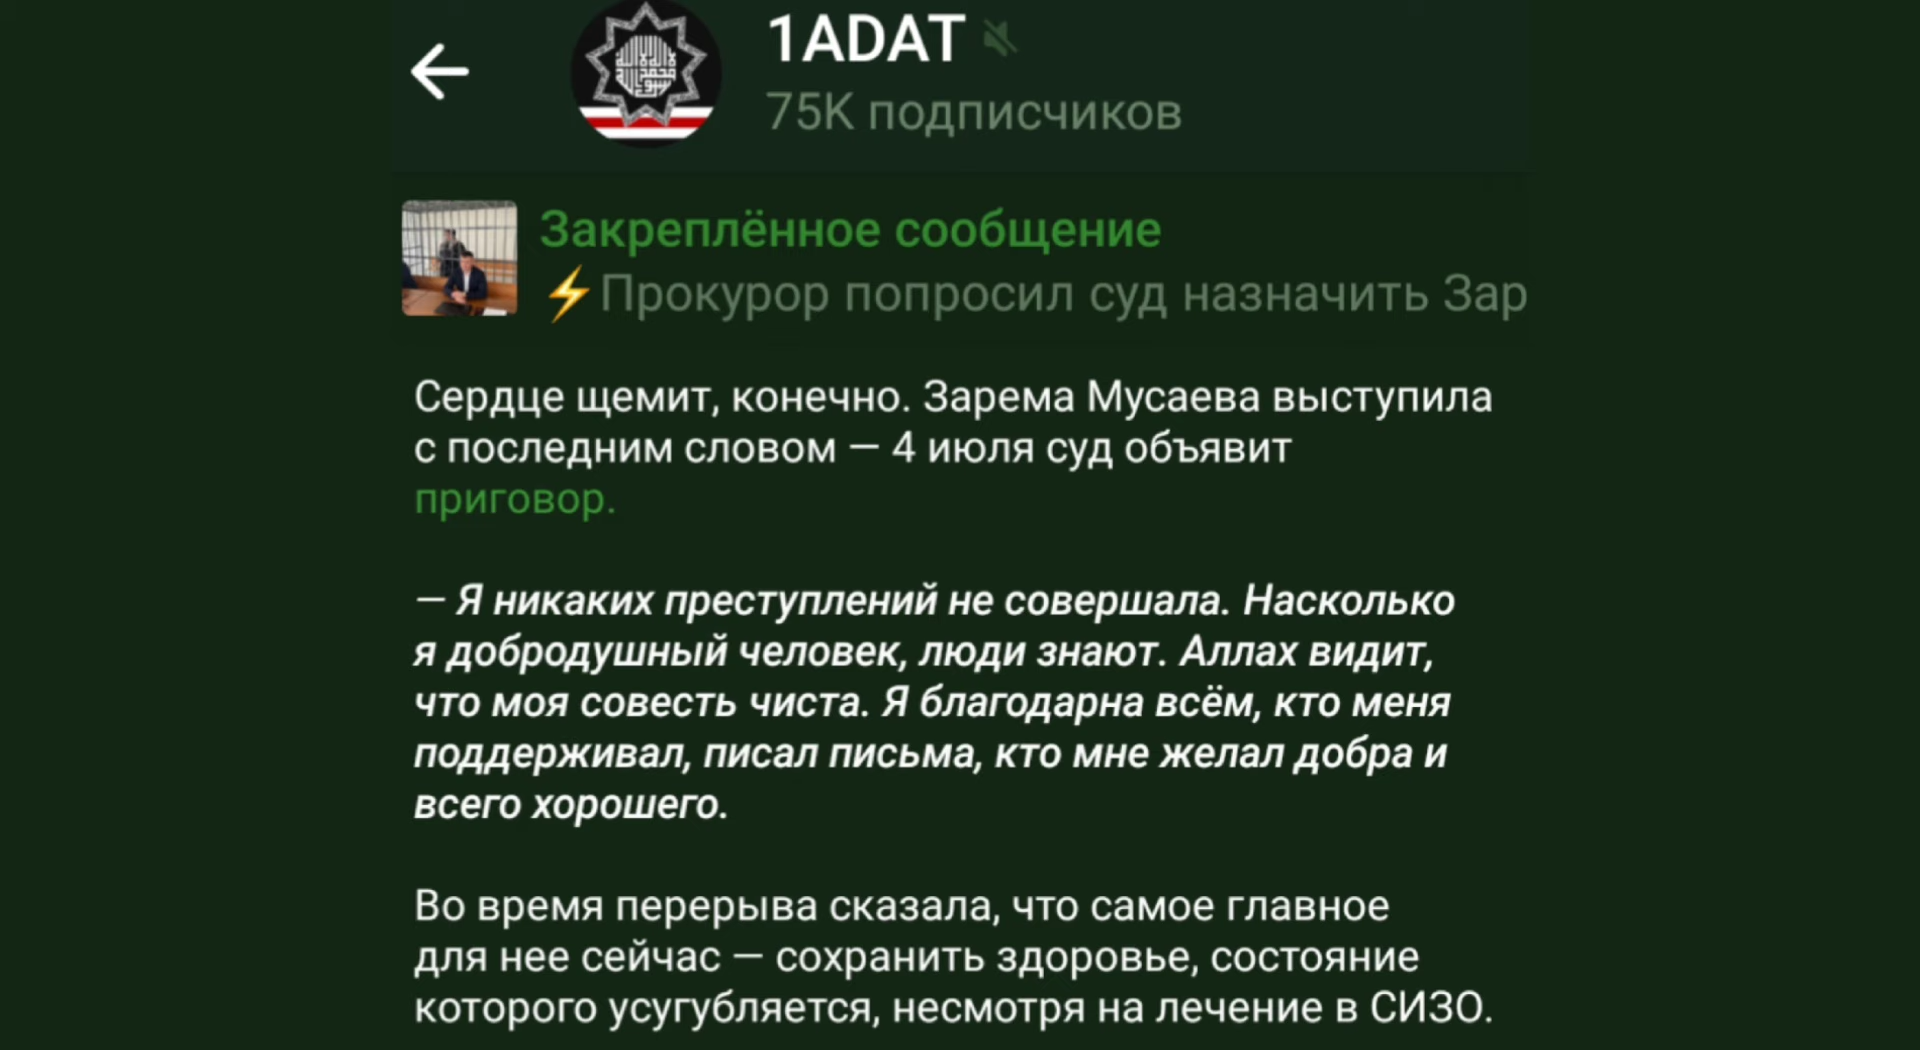 1ADAT
75K подписчиков
Закреплённое сообщение
⚡Прокурор попросил суд назначить Зар
Сердце щемит, конечно. Зарема Мусаева выступила
с последним словом — 4 июля суд объявит
приговор.
— Я никаких преступлений не совершала. Насколько
я добродушный человек, люди знают. Аллах видит,
что моя совесть чиста. Я благодарна всём, кто меня
поддерживал, писал письма, кто мне желал добра и
всего хорошего.
Во время перерыва сказала, что самое главное
для нее сейчас — сохранить здоровье, состояние
которого усугубляется, несмотря на лечение в СИЗО.